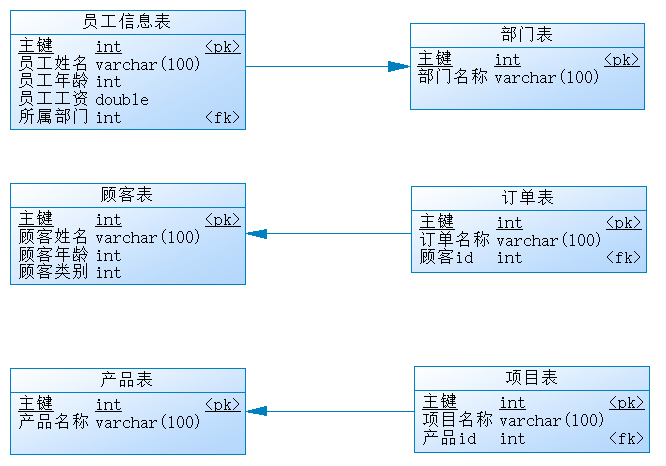 员工信息表
主键 int <pk>
员工姓名 varchar(100)
员工年龄 int
员工工资 double
所属部门 int <fk>
部门表
主键 int <pk>
部门名称 varchar(100)
顾客表
主键 int <pk>
顾客姓名 varchar(100)
顾客年龄 int
顾客类别 int
订单表
主键 int <pk>
订单名称 varchar(100)
顾客id int <fk>
产品表
主键 int <pk>
产品名称 varchar(100)
项目表
主键 int <pk>
项目名称 varchar(100)
产品id int <fk>